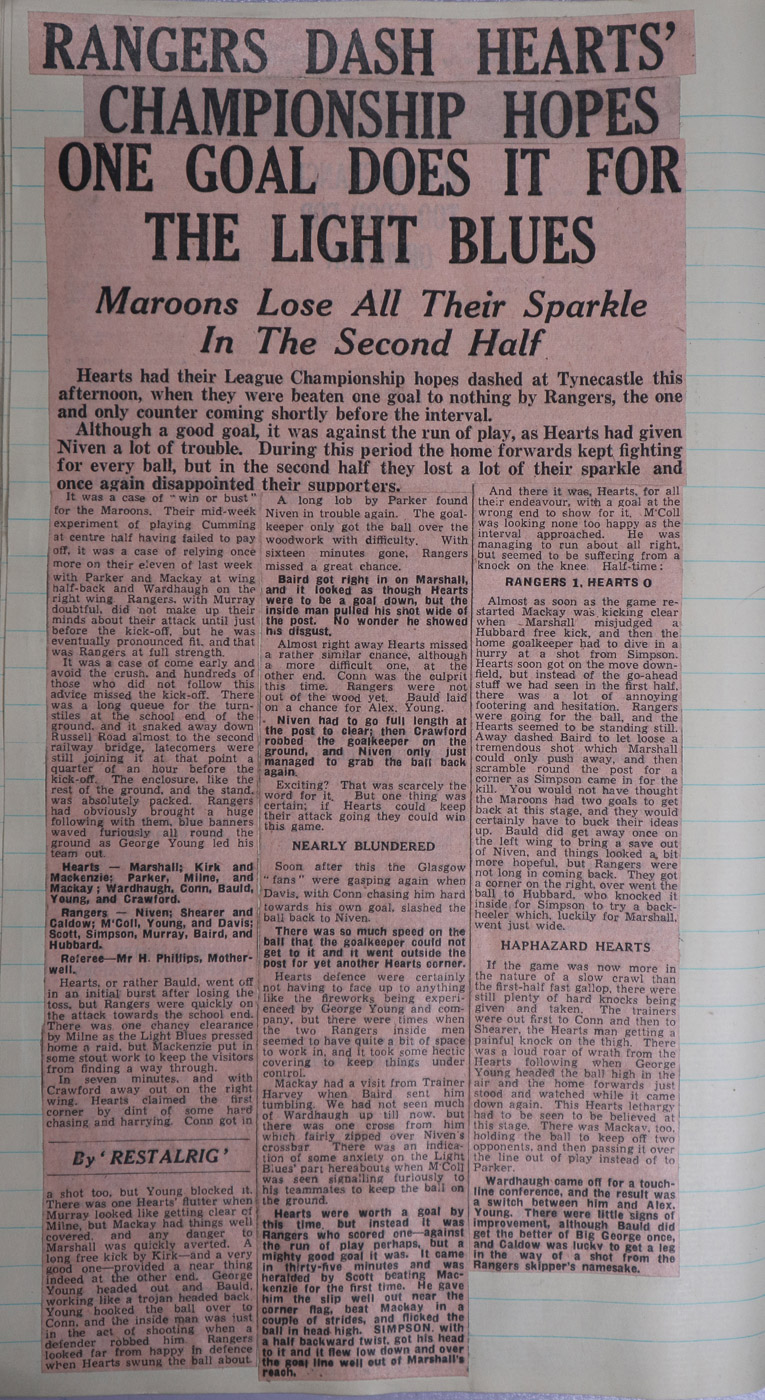 RANGERS DASH HEARTS'
CHAMPIONSHIP HOPES
ONE GOAL DOES IT FOR
THE LIGHT BLUES
Maroons Lose All Their Sparkle
In The Second Half
Hearts had their League Championship hopes dashed at Tynecastle this
afternoon, when they were beaten one goal to nothing by Rangers, the one
and only counter coming shortly before the interval.
Although a good goal, it was against the run of play, as Hearts had given
Niven a lot of trouble. During this period the home forwards kept fighting
for every ball, but in the second half they lost a lot of their sparkle and
once again disappointed their supporters.
It was a case of "win or bust"
for the Maroons. Their mid-week
experiment of playing Cumming
at centre half having failed to pay
off, it was a case of relying once
more on their eleven of last week
with Parker and Mackay at wing
half-back and Wardhaugh on the
right wing. Rangers, with Murray
doubtful, did not make up their
minds about their attack until just
before the kick-off, but he was
eventually pronounced fit, and that
was Rangers at full strength.
It was a case of come early and
avoid the crush, and hundreds of
those who did not follow this
advice missed the kick-off. There
was a long queue for the turn-
stiles at the school end of the
ground, and it snaked away down
Russell Road almost to the second
railway bridge, latecomers were
still joining it at that point a
quarter of an hour before the
kick-off. The enclosure, like the
rest of the ground, and the stand,
was absolutely packed. Rangers
had obviously brought a huge
following with them, blue banners
waved furiously all round the
ground as George Young led his
team out.
Hearts — Marshall; Kirk and
Mackenzie; Parker, Milne, and
Mackay; Wardhaugh, Conn, Bauld,
Young, and Crawford.
Rangers — Niven; Shearer and
Caldow; M'Coll, Young, and Davis;
Scott, Simpson, Murray, Baird, and
Hubbard.
Referee—Mr H. Phillips, Mother-
well.
Hearts, or rather Bauld, went off
in an initial burst after losing the
toss, but Rangers were quickly on
the attack towards the school end.
There was one chancy clearance
by Milne as the Light Blues pressed
home a raid, but Mackenzie put in
some stout work to keep the visitors
from finding a way through.
In seven minutes, and with
Crawford away out on the right
wing, Hearts claimed the first
corner by dint of some hard
chasing and harrying. Conn got in
By 'RESTALRIG'
a shot too, but Young blocked it.
There was one Hearts' flutter when
Murray looked like getting clear of
Milne, but Mackay had things well
covered, and any danger to
Marshall was quickly averted. A
long free kick by Kirk—and a very
good one—provided a near thing
indeed at the other end. George
Young headed out and Bauld,
working like a trojan headed back.
Young hooked the ball over to
Conn, and the inside man was just
in the act of shooting when a
defender robbed him. Rangers
looked far from happy in defence
when Hearts swung the ball about.
A long lob by Parker found
Niven in trouble again. The goal-
keeper only got the ball over the
woodwork with difficulty. With
sixteen minutes gone, Rangers
missed a great chance.
Baird got right in on Marshall,
and it looked as though Hearts
were to be a goal down, but the
inside man pulled his shot wide of
the post. No wonder he showed
his disgust.
Almost right away Hearts missed
a rather similar chance, although
a more difficult one, at the
other end. Conn was the culprit
this time. Rangers were not
out of the wood yet. Bauld laid
on a chance for Alex. Young.
Niven had to go full length at
the post to clear; then Crawford
robbed the goalkeeper on the
ground, and Niven only just
managed to grab the ball back
again.
Exciting? That was scarcely the
word for it. But one thing was
certain; if Hearts could keep
their attack going they could win
this game.
NEARLY BLUNDERED
Soon after this the Glasgow
"fans" were gasping again when
Davis, with Conn chasing him hard
towards his own goal, slashed the
ball back to Niven.
There was so much speed on the
ball that the goalkeeper could not
get to it and it went outside the
post for yet another Hearts corner.
Hearts defence were certainly
not having to face up to anything
like the fireworks being experi-
enced by George Young and com-
pany, but there were times when
the two Rangers inside men
seemed to have quite a bit of space
to work in, and it took some hectic
covering to keep things under
control.
Mackay had a visit from Trainer
Harvey when Baird sent him
tumbling. We had not seen much
of Wardhaugh up till now, but
there was one cross from him
which fairly zipped over Niven's
crossbar There was an indica-
tion of some anxiety on the Light
Blues' part hereabouts when M'Coll
was seen signalling furiously to
his teammates to keep the ball on
the ground.
Hearts were worth a goal by
this time, but instead it was
Rangers who scored one—against
the run of play perhaps, but a
mighty good goal it was. It came
in thirty-five minutes and was
heralded by Scott beating Mac-
kenzie for the first time. He gave
him the slip well out near the
corner flag, beat Mackay in a
couple of strides, and flicked the
ball in head high. SIMPSON, with
a half backward twist, got his head
to it and it flew low down and over
the goal line well out of Marshall's
reach.
And there it was, Hearts, for all
their endeavour, with a goal at the
wrong end to show for it. M'Coll
was looking none too happy as the
interval approached. He was
managing to run about all right,
but seemed to be suffering from a
knock on the knee. Half-time:
RANGERS 1, HEARTS 0
Almost as soon as the game re-
started Mackay was kicking clear
when Marshall misjudged a
Hubbard free kick, and then the
home goalkeeper had to dive in a
hurry at a shot from Simpson.
Hearts soon got on the move down-
field, but instead of the go-ahead
stuff we had seen in the first half,
there was a lot of annoying
footering and hesitation. Rangers
were going for the ball, and the
Hearts seemed to be standing still.
Away dashed Baird to let loose a
tremendous shot which Marshall
could only push away, and then
scramble round the post for a
corner as Simpson came in for the
kill. You would not have thought
the Maroons had two goals to get
back at this stage, and they would
certainly have to buck their ideas
up. Bauld did get away once on
the left wing to bring a save out
of Niven, and things looked a bit
more hopeful, but Rangers were
not long in coming back. They got
a corner on the right, over went the
ball to Hubbard, who knocked it
inside for Simpson to try a back-
heeler which, luckily for Marshall,
went just wide.
HAPHAZARD HEARTS
If the game was now more in
the nature of a slow crawl than
the first-half fast gallop, there were
still plenty of hard knocks being
given and taken. The trainers
were out first to Conn and then to
Shearer, the Hearts man getting a
painful knock on the thigh. There
was a loud roar of wrath from the
Hearts following when George
Young headed the ball high in the
air and the home forwards just
stood and watched while it came
down again. This Hearts lethargy
had to be seen to be believed at
this stage. There was Mackay, too,
holding the ball to keep off two
opponents, and then passing it over
the line out of play instead of to
Parker.
Wardhaugh came off for a touch-
line conference, and the result was
a switch between him and Alex.
Young. There were little signs of
improvement, although Bauld did
get the better of Big George once,
and Caldow was lucky to get a leg
in the way of a shot from the
Rangers skipper's namesake.